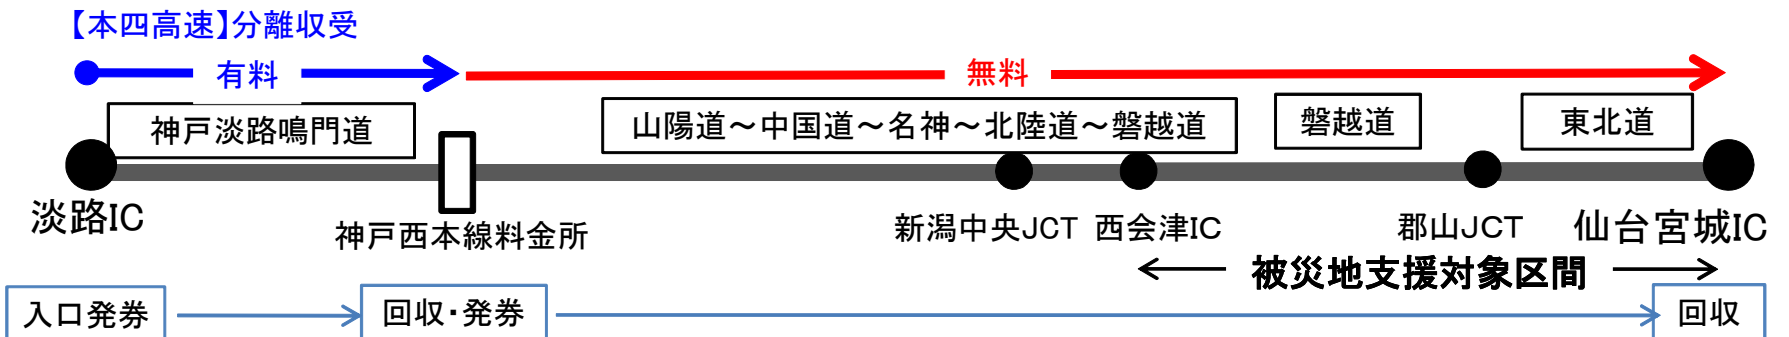 【本四高速】分離収受
有料
無料
神戸淡路鳴門道
山陽道～中国道～名神～北陸道～磐越道
磐越道
東北道
淡路IC
神戸西本線料金所
新潟中央JCT
西会津IC
郡山JCT
仙台宮城IC
被災地支援対象区間
入口発券
回収・発券
回収